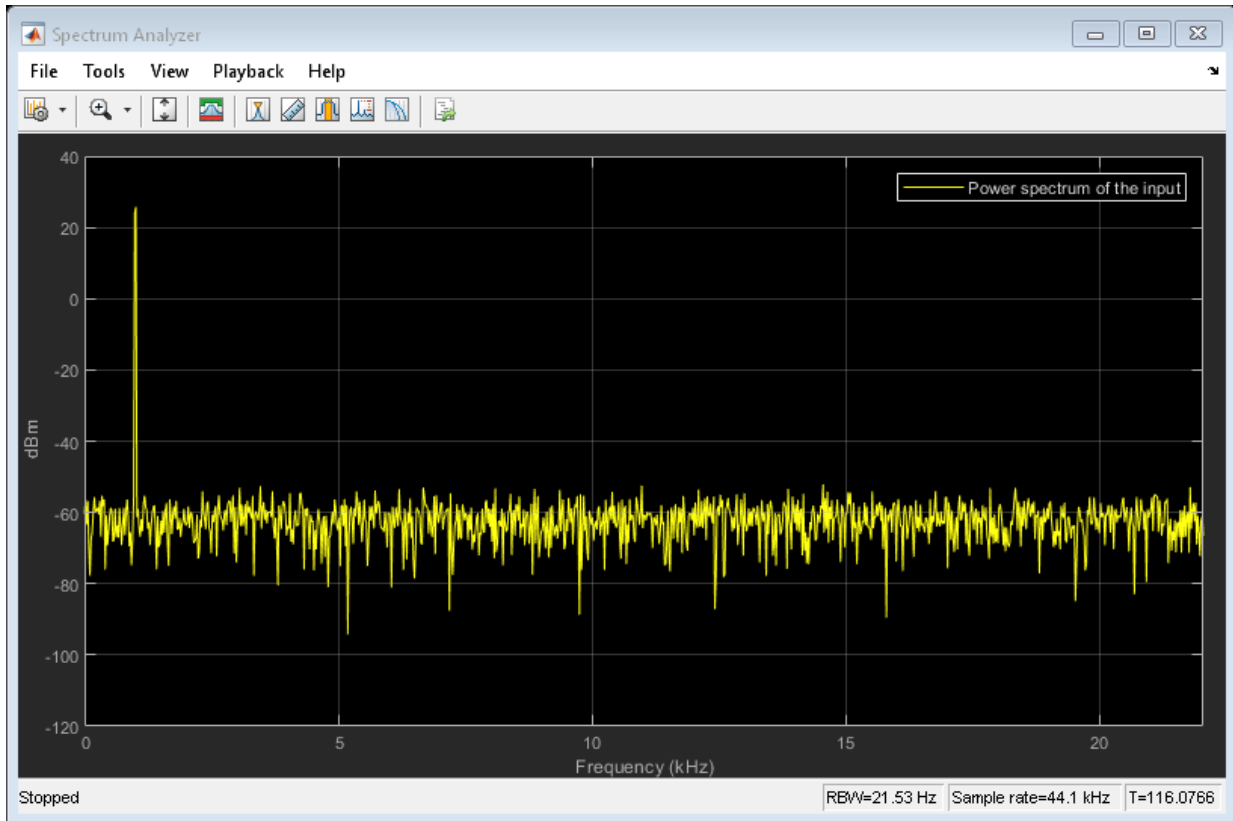 Spectrum Analyzer
File Tools View Playback Help
Power spectrum of the input
40
20
0
-20
-40
-60
-80
-100
-120
dBm
0 5 10 15 20
Frequency (kHz)
Stopped RBW=21.53 Hz Sample rate=44.1 kHz T=116.0766